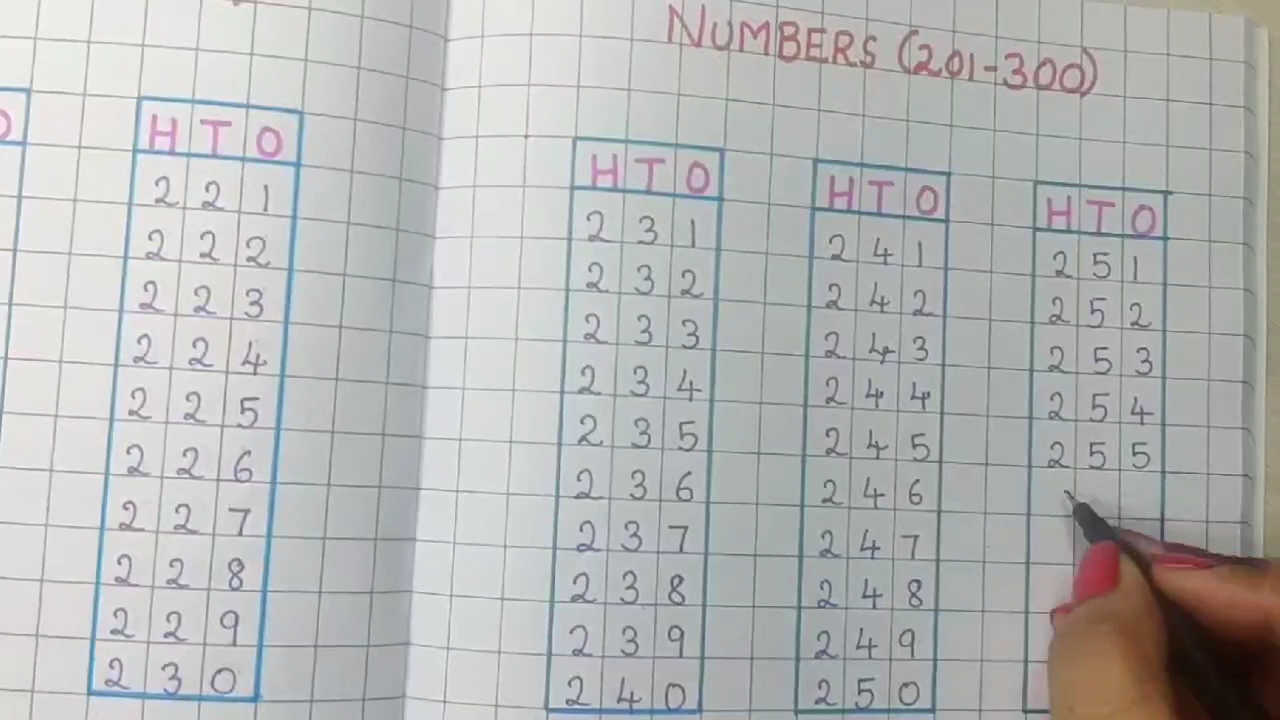 NUMBERS (201-300)
O
H T O
2 2 1
2 2 2
2 2 3
2 2 4
2 2 5
2 2 6
2 2 7
2 2 8
2 2 9
2 3 0
H T O
2 3 1
2 3 2
2 3 3
2 3 4
2 3 5
2 3 6
2 3 7
2 3 8
2 3 9
2 4 0
H T O
2 4 1
2 4 2
2 4 3
2 4 4
2 4 5
2 4 6
2 4 7
2 4 8
2 4 9
2 5 0
H T O
2 5 1
2 5 2
2 5 3
2 5 4
2 5 5